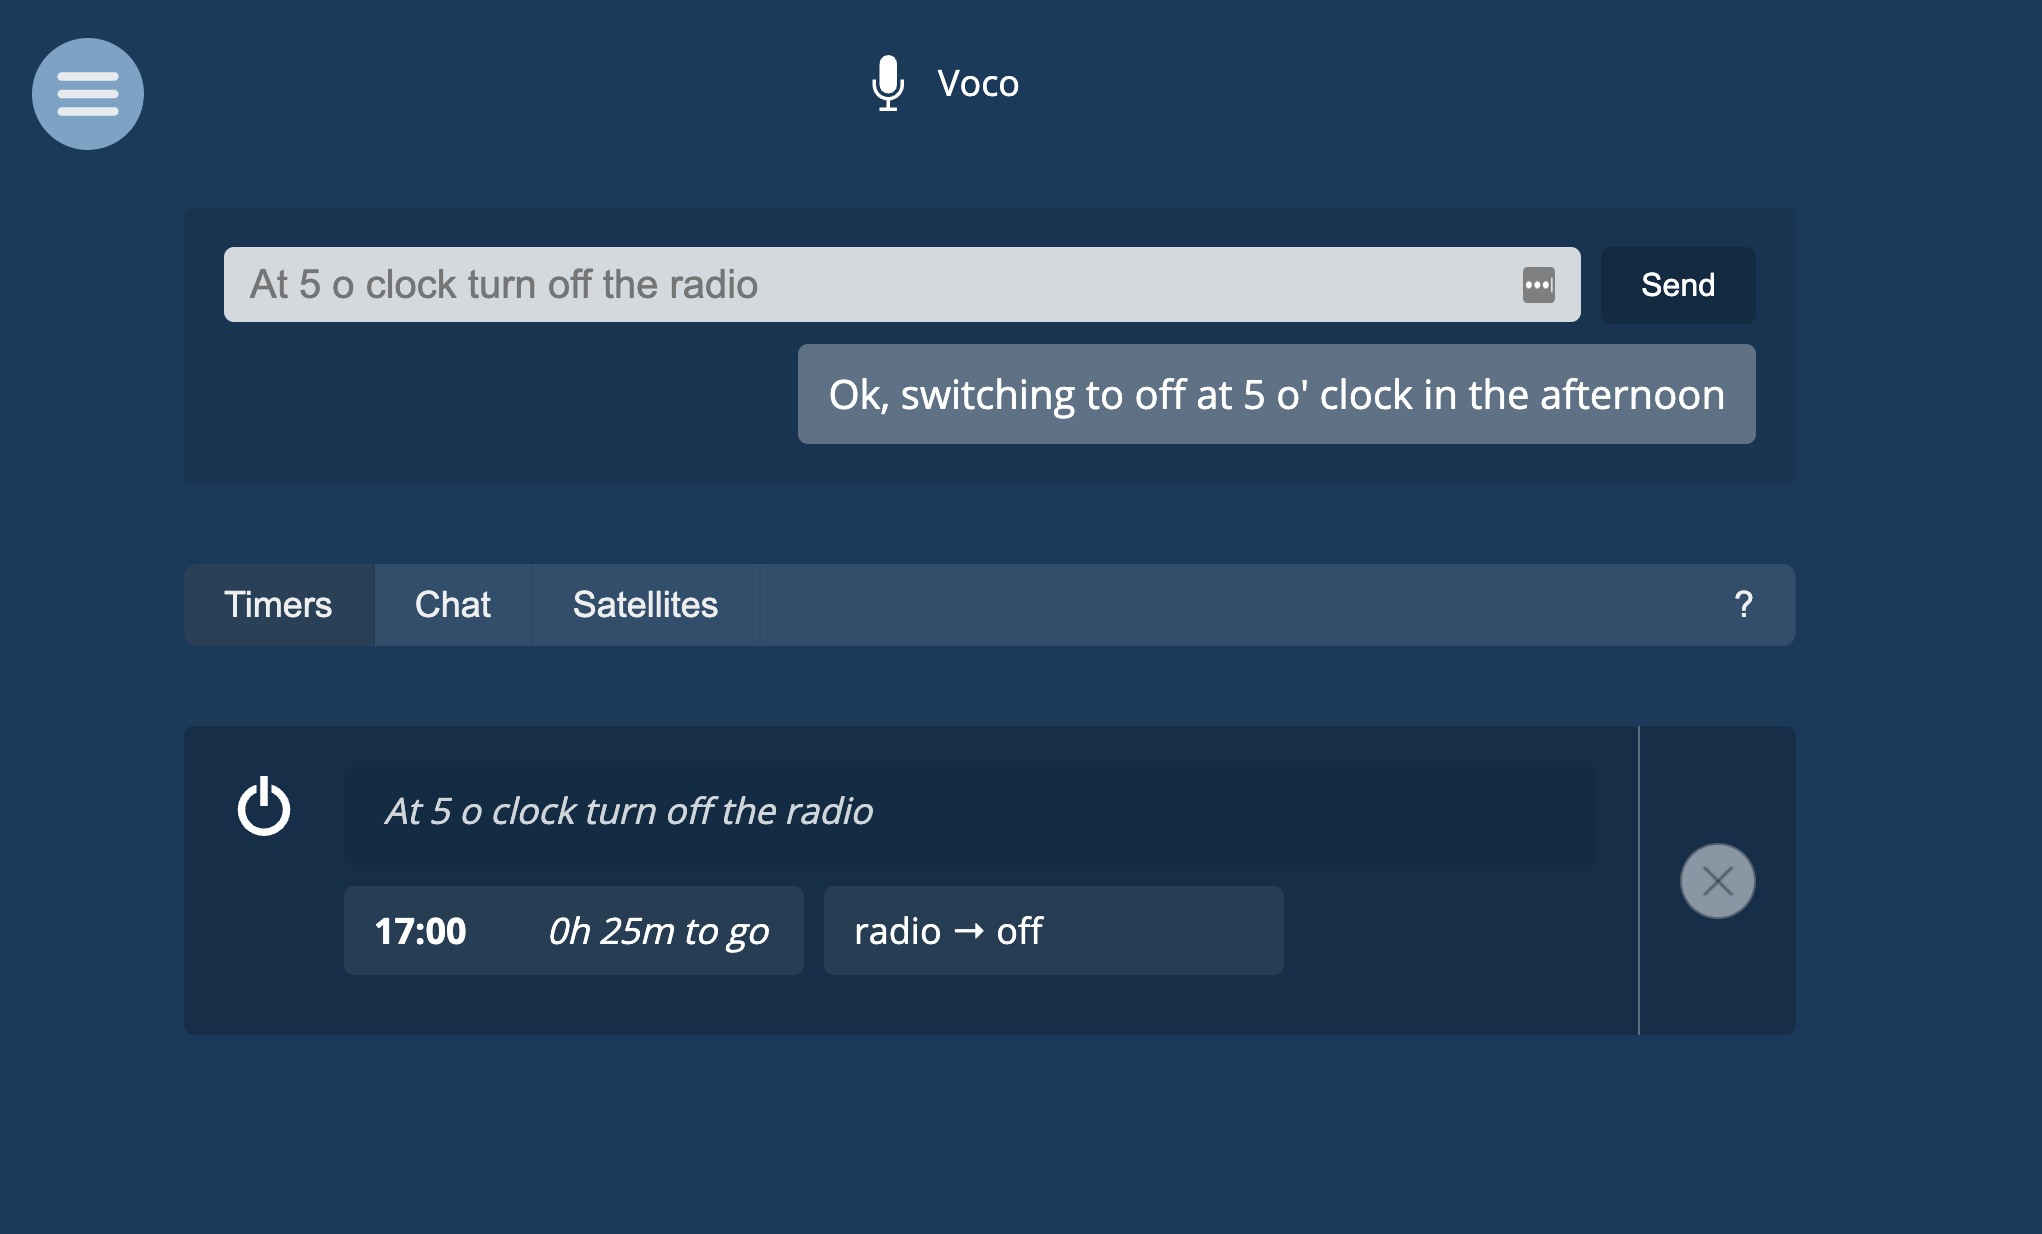 Voco
At 5 o clock turn off the radio
Send
Ok, switching to off at 5 o' clock in the afternoon
Timers
Chat
Satellites
?
At 5 o clock turn off the radio
17:00
0h 25m to go
radio → off